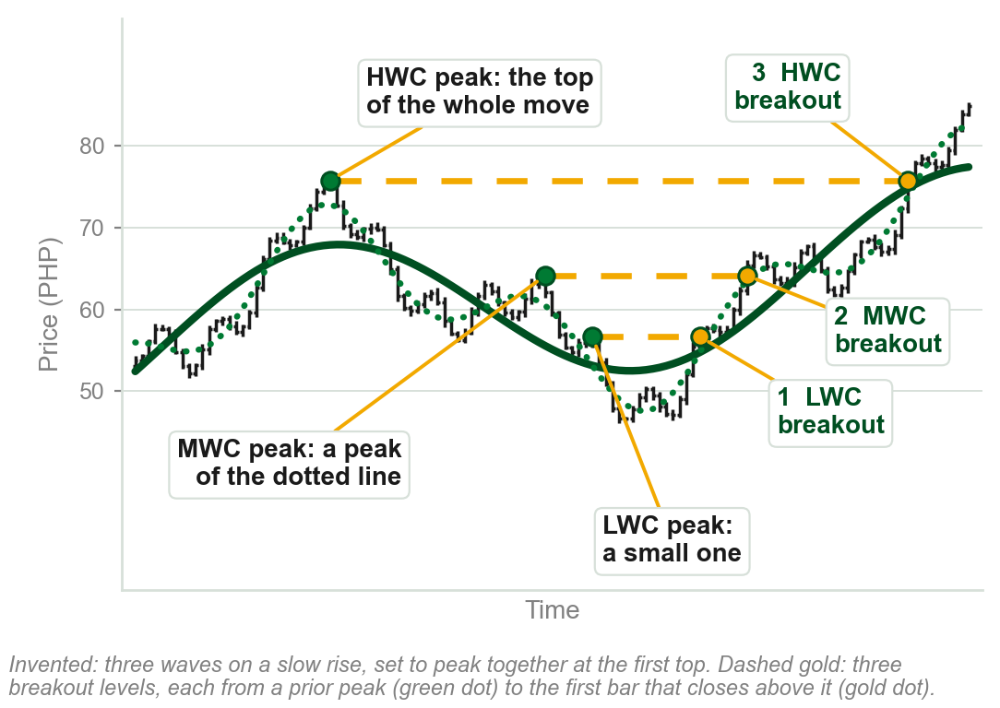 HWC peak: the top
of the whole move
3 HWC
breakout
80
70
60
50
Price (PHP)
2 MWC
breakout
1 LWC
breakout
MWC peak: a peak
of the dotted line
LWC peak:
a small one
Time
Invented: three waves on a slow rise, set to peak together at the first top. Dashed gold: three
breakout levels, each from a prior peak (green dot) to the first bar that closes above it (gold dot).